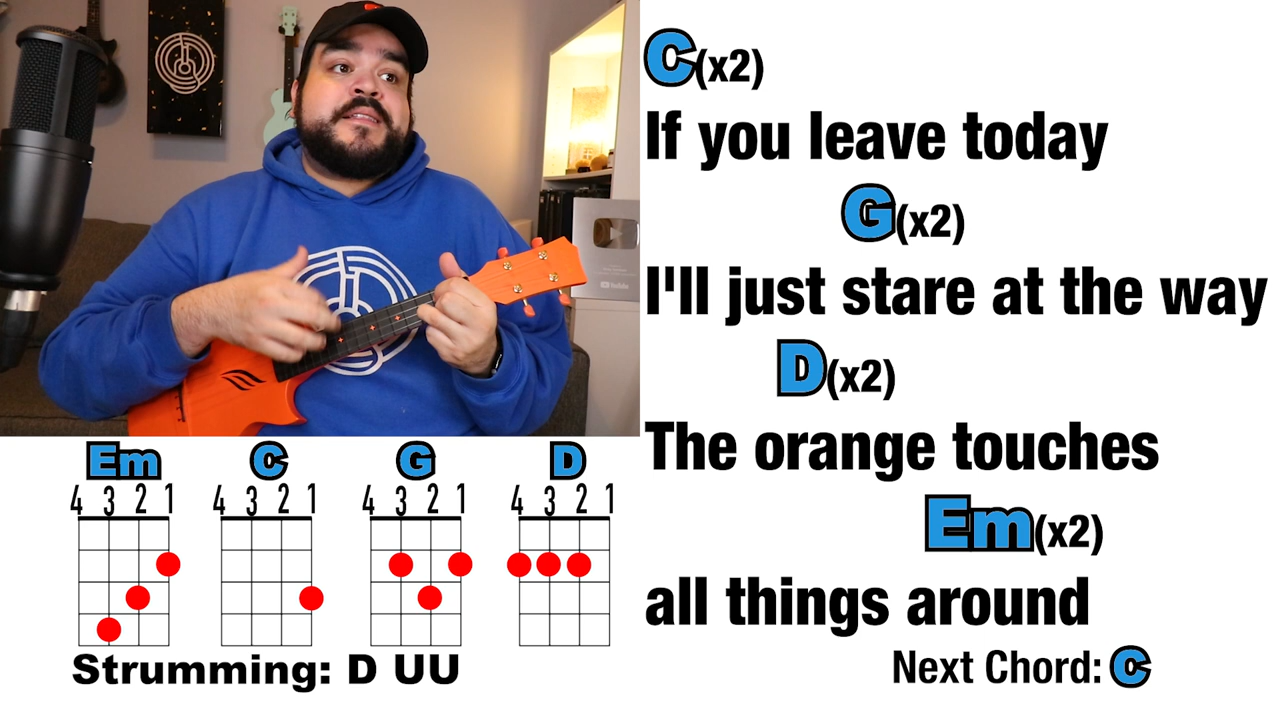 C(x2)
If you leave today
G(x2)
I'll just stare at the way
D(x2)
The orange touches
Em(x2)
all things around
Next Chord: C
Em C G D
4 3 2 1 4 3 2 1 4 3 2 1 4 3 2 1
Strumming: D UU
YouTube